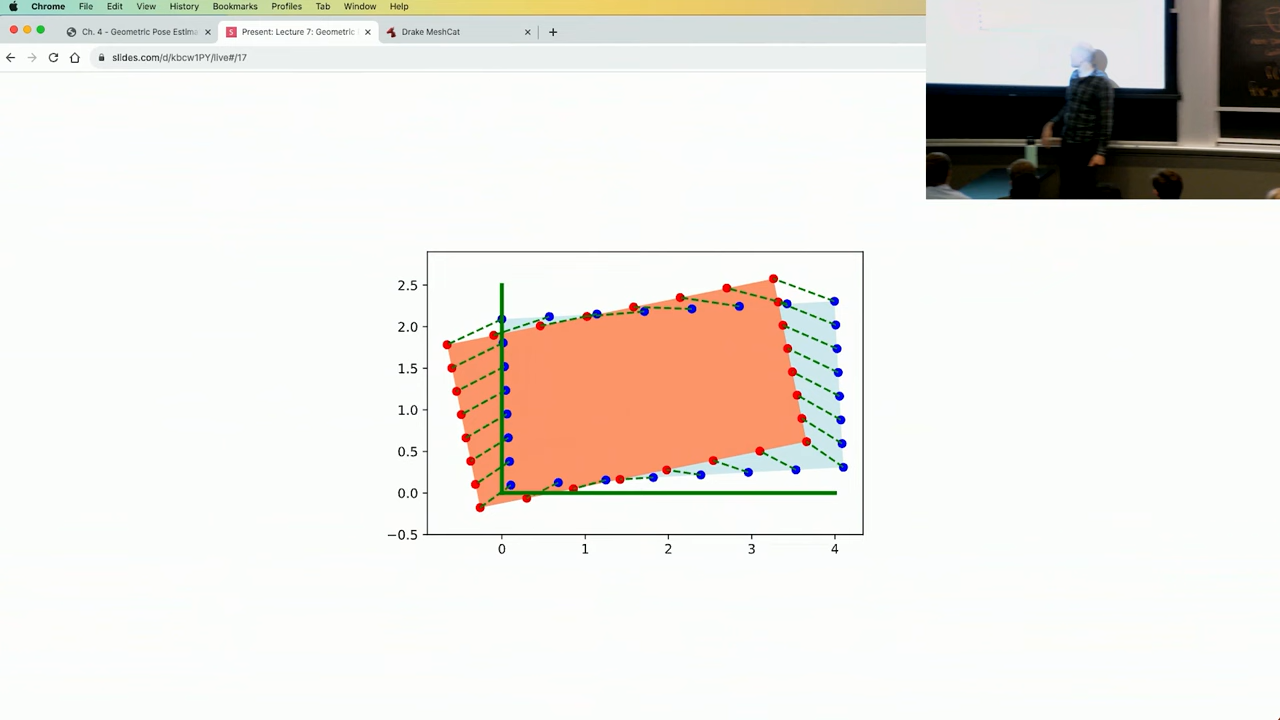 Chrome File Edit View History Bookmarks Profiles Tab Window Help
Ch. 4 - Geometric Pose Estima
Present: Lecture 7: Geometric
Drake MeshCat
slides.com/d/kbcw1PY/live#/17
2.5
2.0
1.5
1.0
0.5
0.0
−0.5
0 1 2 3 4